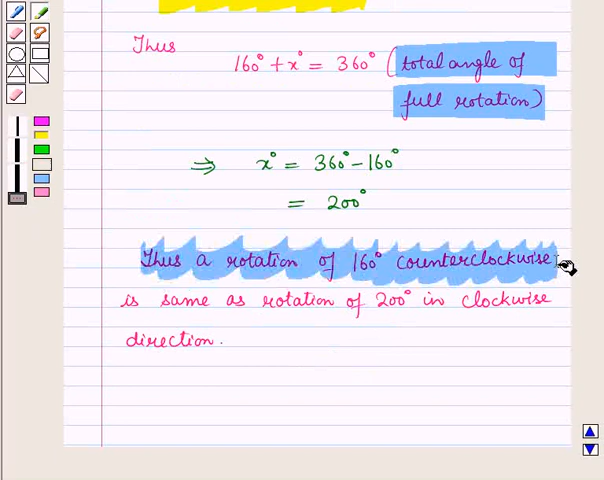 Thus
160° + x° = 360° (total angle of
full rotation)
⇒ x° = 360° - 160°
= 200°
Thus a rotation of 160° counterclockwise
is same as rotation of 200° in clockwise
direction.